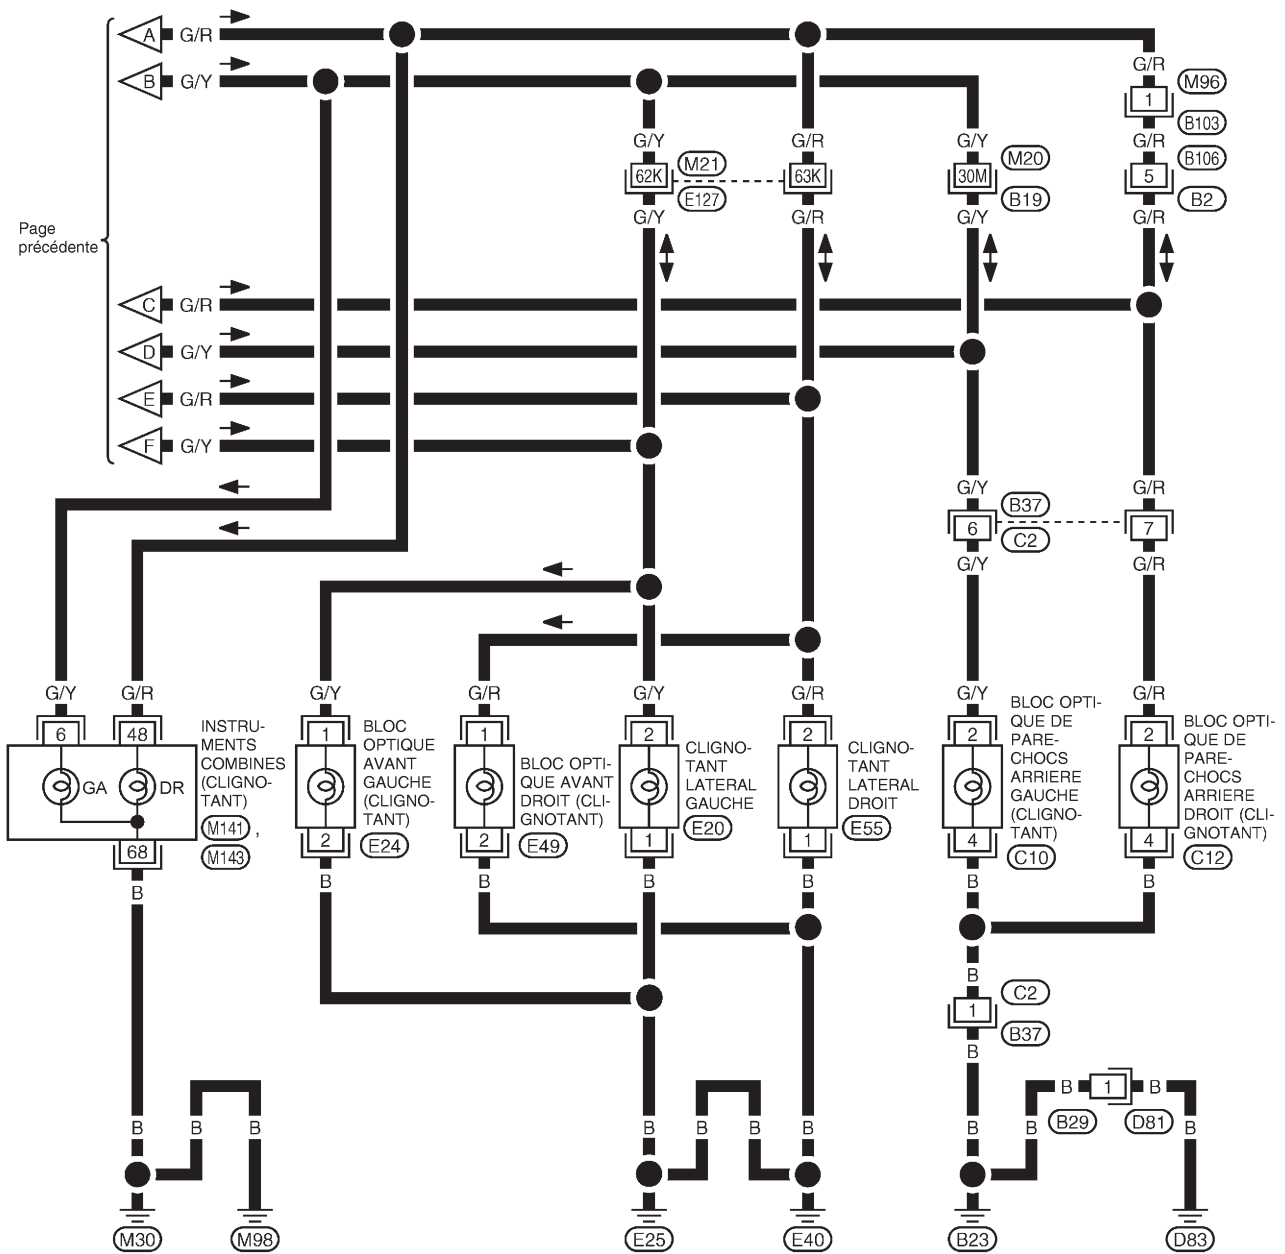 A G/R
B G/Y
G/R
1 M96
B103
G/Y G/R G/Y G/R
62K M21 63K 30M M20 5 B106
E127 B19 B2
G/Y G/R G/Y G/R
Page
précédente
C G/R
D G/Y
E G/R
F G/Y
G/Y G/R
6 B37 7
C2
G/Y G/R
G/Y G/R G/Y G/R G/Y G/R G/Y G/R
6 48 1 1 2 2 2 2
GA DR
INSTRU-
MENTS
COMBINES
(CLIGNO-
TANT)
M141 ,
M143
68
BLOC
OPTIQUE
AVANT
GAUCHE
(CLIGNO-
TANT)
E24
2
BLOC OPTI-
QUE AVANT
DROIT (CLI-
GNOTANT)
E49
2
CLIGNO-
TANT
LATERAL
GAUCHE
E20
1
CLIGNO-
TANT
LATERAL
DROIT
E55
1
BLOC OPTI-
QUE DE
PARE-
CHOCS
ARRIERE
GAUCHE
(CLIGNO-
TANT)
C10
4
BLOC OPTI-
QUE DE
PARE-
CHOCS
ARRIERE
DROIT (CLI-
GNOTANT)
C12
4
B B B B B B B
B
1 C2
B37
B
B 1 B
B29 D81
B B B B B B B B B B
M30 M98 E25 E40 B23 D83